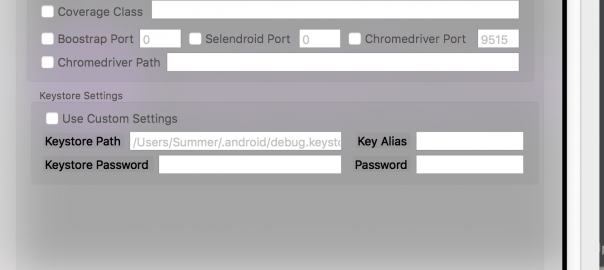 Coverage Class
Boostrap Port 0 Selendroid Port 0 Chromedriver Port 9515
Chromedriver Path
Keystore Settings
Use Custom Settings
Keystore Path /Users/Summer/.android/debug.keysto Key Alias
Keystore Password Password